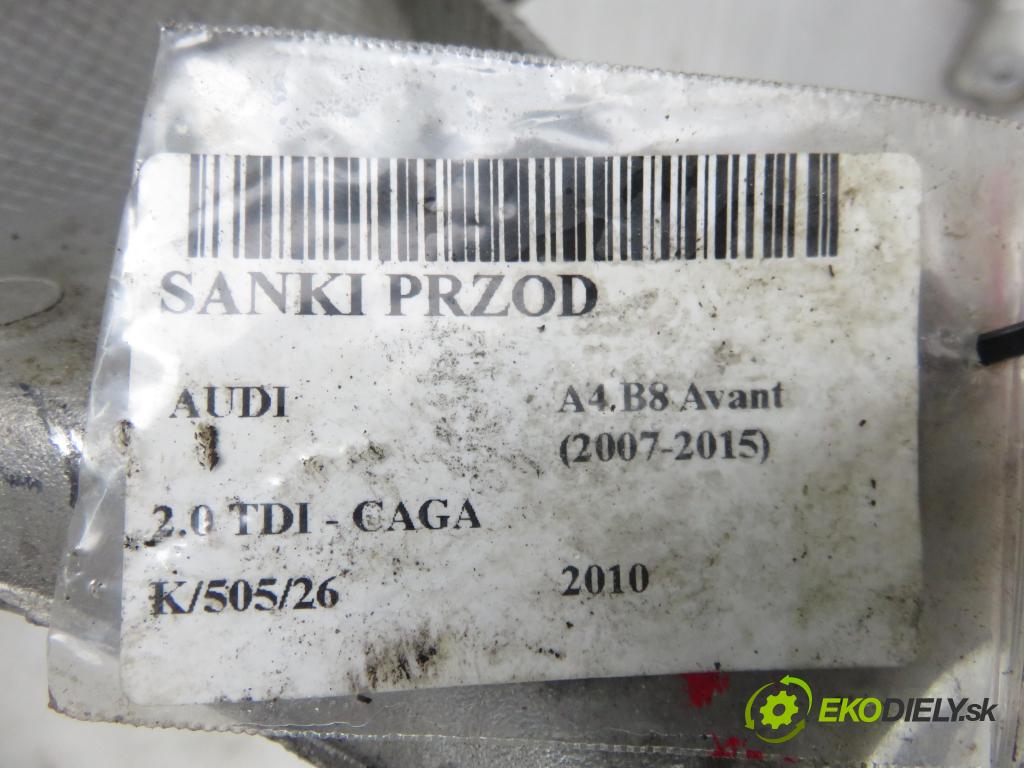 SANKI PRZOD
AUDI A4 B8 Avant
(2007-2015)
2.0 TDI - CAGA
K/505/26 2010
EKODIELY.sk